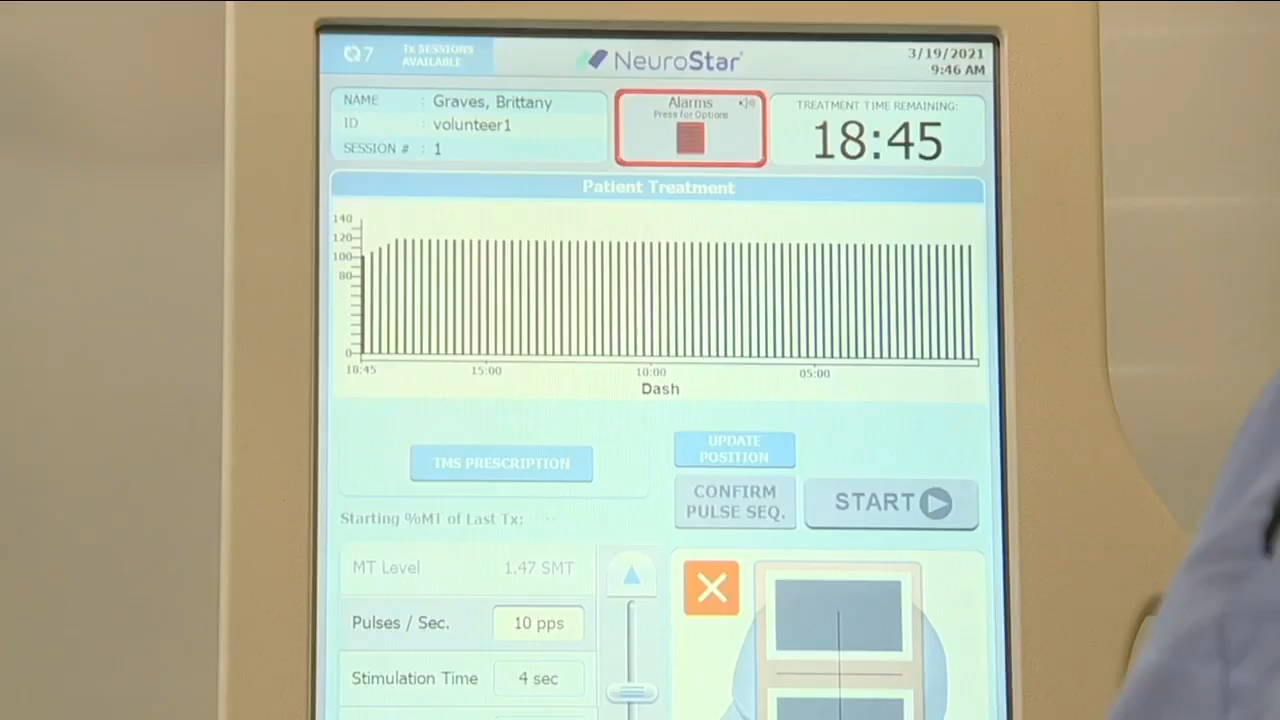 7 Tx SESSIONS
AVAILABLE
NeuroStar
3/19/2021
9:46 AM
NAME : Graves, Brittany
ID : volunteer1
SESSION # : 1
Alarms
Press for Options
TREATMENT TIME REMAINING:
18:45
Patient Treatment
140
120
100
80
0
18:45 15:00 10:00 05:00
Dash
TMS PRESCRIPTION
UPDATE
POSITION
CONFIRM
PULSE SEQ.
START
Starting %MT of Last Tx: --
MT Level 1.47 SMT
Pulses / Sec. 10 pps
Stimulation Time 4 sec